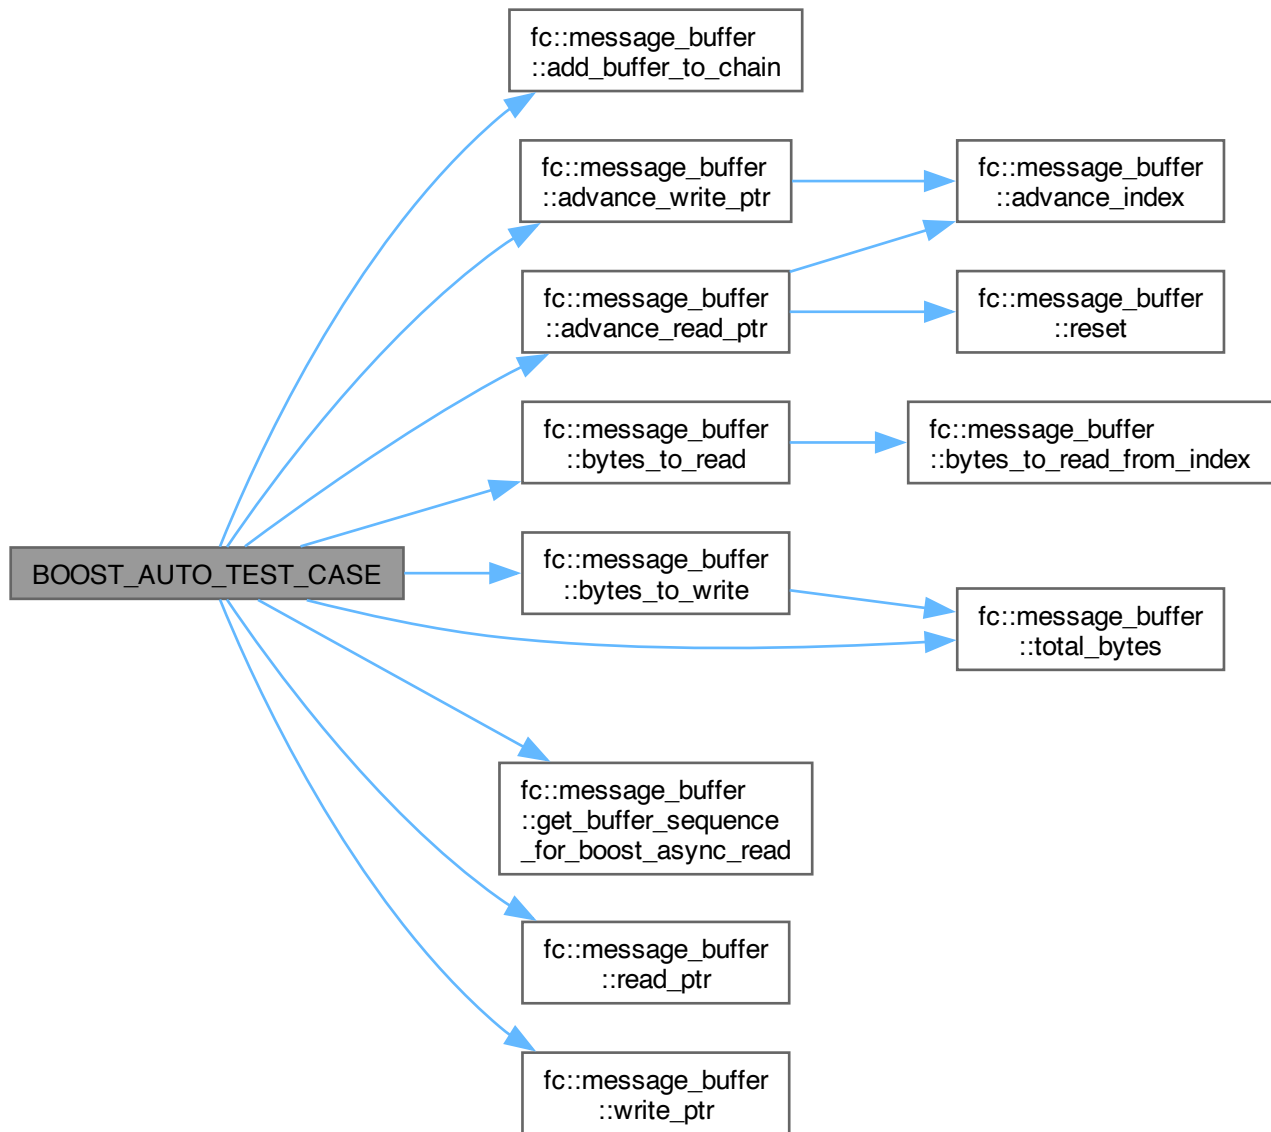 fc::message_buffer
::add_buffer_to_chain
fc::message_buffer
::advance_write_ptr
fc::message_buffer
::advance_index
fc::message_buffer
::advance_read_ptr
fc::message_buffer
::reset
fc::message_buffer
::bytes_to_read
fc::message_buffer
::bytes_to_read_from_index
BOOST_AUTO_TEST_CASE
fc::message_buffer
::bytes_to_write
fc::message_buffer
::total_bytes
fc::message_buffer
::get_buffer_sequence
_for_boost_async_read
fc::message_buffer
::read_ptr
fc::message_buffer
::write_ptr